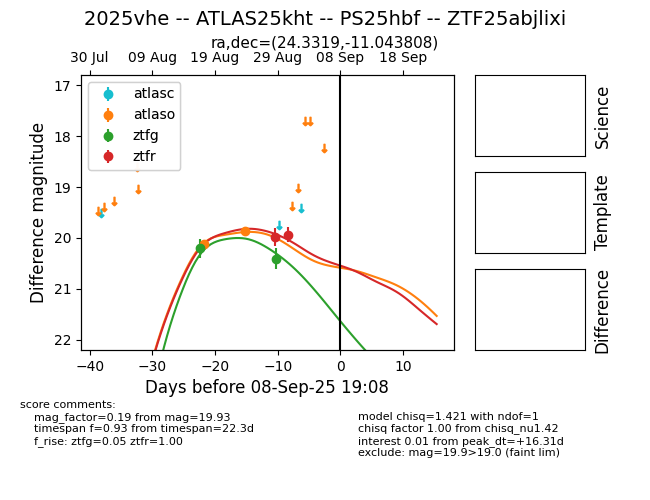 2025vhe -- ATLAS25kht -- PS25hbf -- ZTF25abjlixi
ra,dec=(24.3319,-11.043808)
30 Jul 09 Aug 19 Aug 29 Aug 08 Sep 18 Sep
atlasc
atlaso
ztfg
ztfr
17
18
19
20
21
22
Difference magnitude
−40 −30 −20 −10 0 10
Days before 08-Sep-25 19:08
Science
Template
Difference
score comments:
mag_factor=0.19 from mag=19.93
timespan f=0.93 from timespan=22.3d
f_rise: ztfg=0.05 ztfr=1.00
model chisq=1.421 with ndof=1
chisq factor 1.00 from chisq_nu1.42
interest 0.01 from peak_dt=+16.31d
exclude: mag=19.9>19.0 (faint lim)